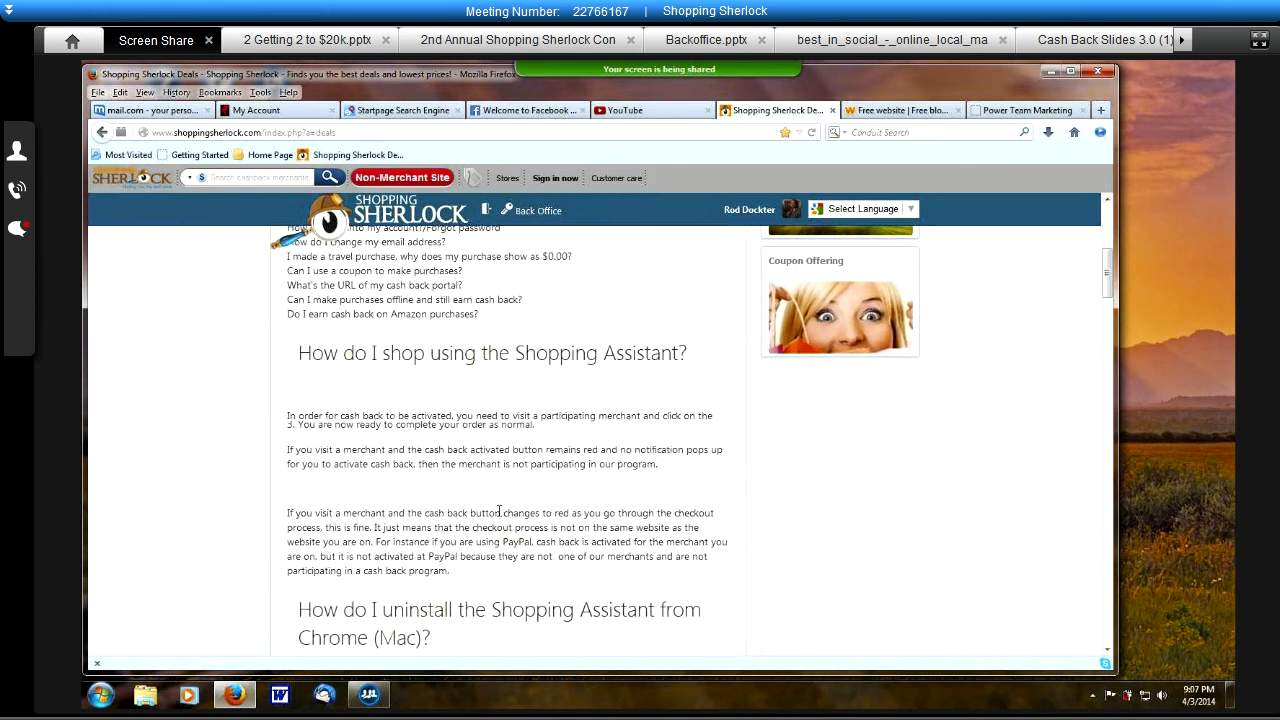 Meeting Number: 22766167 | Shopping Sherlock
Screen Share
2 Getting 2 to $20k.pptx
2nd Annual Shopping Sherlock Con
Backoffice.pptx
best_in_social_-_online_local_ma
Cash Back Slides 3.0 (1)
Shopping Sherlock Deals - Shopping Sherlock - Finds you the best deals and lowest prices! - Mozilla Firefox
Your screen is being shared
File Edit View History Bookmarks Tools Help
mail.com - your perso...
My Account
Startpage Search Engine
Welcome to Facebook ...
YouTube
Shopping Sherlock De...
Free website | Free blo...
Power Team Marketing
www.shoppingsherlock.com/index.php?a=deals
Conduit Search
Most Visited
Getting Started
Home Page
Shopping Sherlock De...
SHERLOCK
Search cashback merchants
Non-Merchant Site
Stores
Sign in now
Customer care
SHOPPING
SHERLOCK
Back Office
Rod Dockter
Select Language
into my account?/Forgot password
How do I change my email address?
I made a travel purchase, why does my purchase show as $0.00?
Can I use a coupon to make purchases?
What's the URL of my cash back portal?
Can I make purchases offline and still earn cash back?
Do I earn cash back on Amazon purchases?
Coupon Offering
How do I shop using the Shopping Assistant?
In order for cash back to be activated, you need to visit a participating merchant and click on the
3. You are now ready to complete your order as normal.
If you visit a merchant and the cash back activated button remains red and no notification pops up
for you to activate cash back, then the merchant is not participating in our program.
If you visit a merchant and the cash back button changes to red as you go through the checkout
process, this is fine. It just means that the checkout process is not on the same website as the
website you are on. For instance if you are using PayPal, cash back is activated for the merchant you
are on, but it is not activated at PayPal because they are not one of our merchants and are not
participating in a cash back program.
How do I uninstall the Shopping Assistant from
Chrome (Mac)?
9:07 PM
4/3/2014